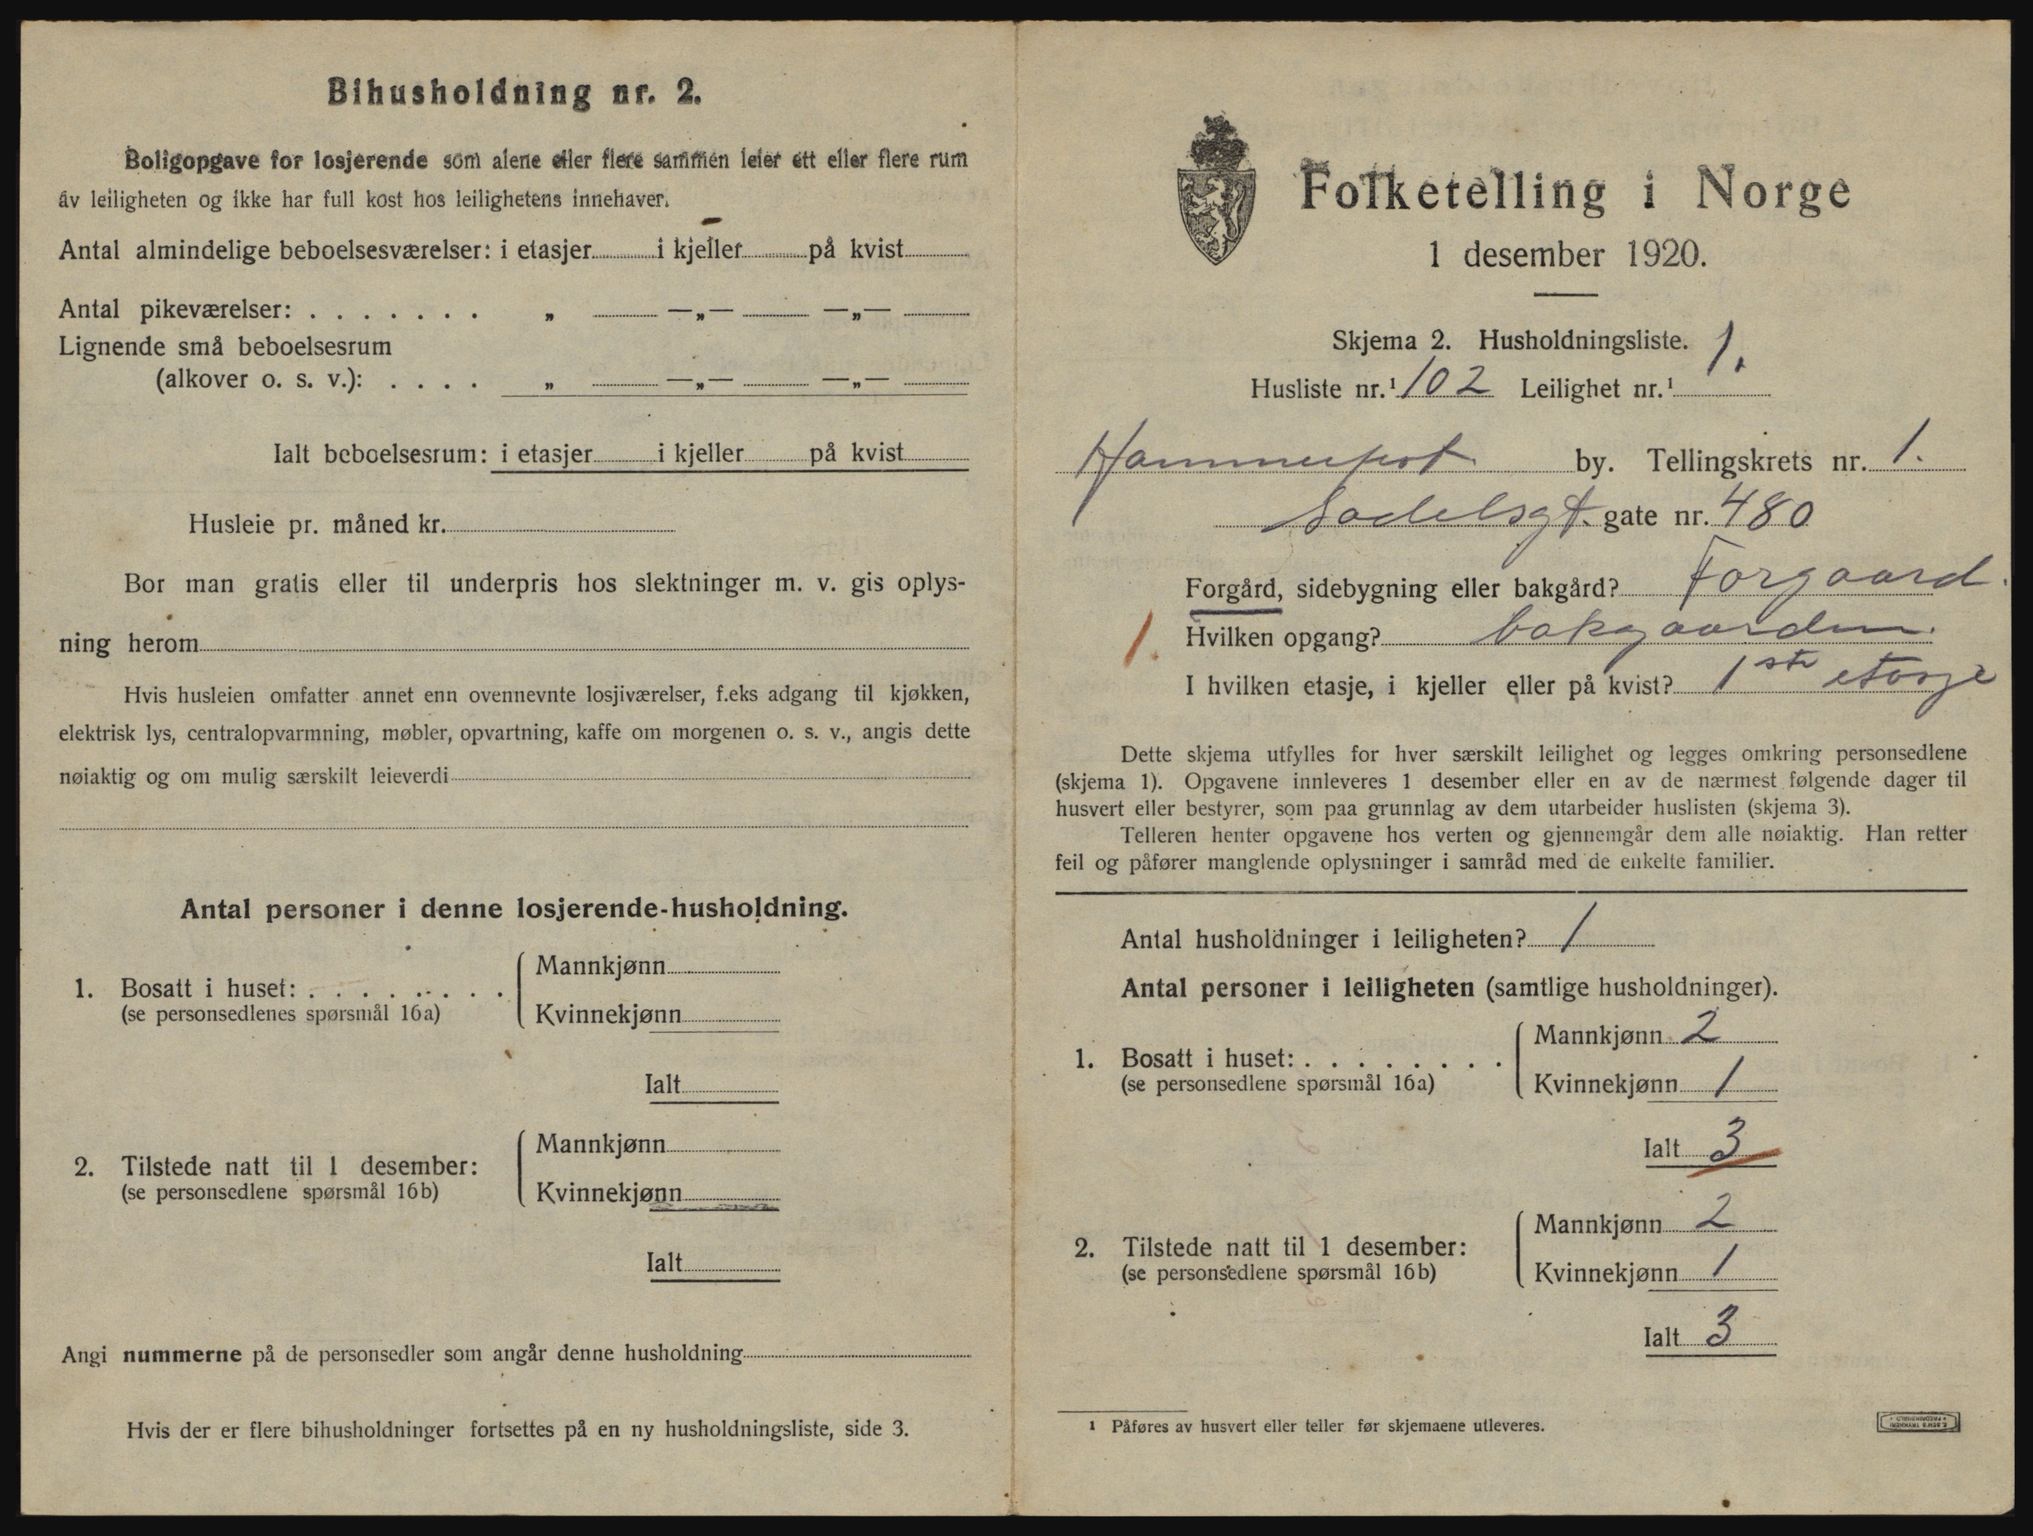 Bihusholdning nr. 2.
Boligopgave for losjerende som alene eller flere sammen leier ett eller flere rum
av leiligheten og ikke har full kost hos leilighetens innehaver.
Antal almindelige beboelsesværelser: i etasjer i kjeller på kvist
Antal pikeværelser: . . . . . . . „ —„— —„—
Lignende små beboelsesrum
(alkover o. s. v.): . . . . „ —„— —„—
Ialt beboelsesrum: i etasjer i kjeller på kvist
Husleie pr. måned kr.
Bor man gratis eller til underpris hos slektninger m. v. gis oplys-
ning herom
Hvis husleien omfatter annet enn ovennevnte losjiværelser, f.eks adgang til kjøkken,
elektrisk lys, centralopvarmning, møbler, opvartning, kaffe om morgenen o. s. v., angis dette
nøiaktig og om mulig særskilt leieverdi
Antal personer i denne losjerende-husholdning.
1. Bosatt i huset: . . . . . . . . .
(se personsedlenes spørsmål 16a)
Mannkjønn
Kvinnekjønn
Ialt
2. Tilstede natt til 1 desember:
(se personsedlene spørsmål 16b)
Mannkjønn
Kvinnekjønn
Ialt
Angi nummerne på de personsedler som angår denne husholdning
Hvis der er flere bihusholdninger fortsettes på en ny husholdningsliste, side 3.
Folketelling i Norge
1 desember 1920.
Skjema 2. Husholdningsliste.
Husliste nr.¹ 102 Leilighet nr.¹ 1.
Hammerfest by. Tellingskrets nr. 1.
gate nr. 480
Forgård, sidebygning eller bakgård? Forgaard.
1. Hvilken opgang? bakgaarden.
I hvilken etasje, i kjeller eller på kvist? 1ste etasje
Dette skjema utfylles for hver særskilt leilighet og legges omkring personsedlene
(skjema 1). Opgavene innleveres 1 desember eller en av de nærmest følgende dager til
husvert eller bestyrer, som paa grunnlag av dem utarbeider huslisten (skjema 3).
Telleren henter opgavene hos verten og gjennemgår dem alle nøiaktig. Han retter
feil og påfører manglende oplysninger i samråd med de enkelte familier.
Antal husholdninger i leiligheten? 1
Antal personer i leiligheten (samtlige husholdninger).
1. Bosatt i huset: . . . . . . . .
(se personsedlene spørsmål 16a)
Mannkjønn 2
Kvinnekjønn 1
Ialt 3
2. Tilstede natt til 1 desember:
(se personsedlene spørsmål 16b)
Mannkjønn 2
Kvinnekjønn 1
Ialt 3
¹ Påføres av husvert eller teller før skjemaene utleveres.